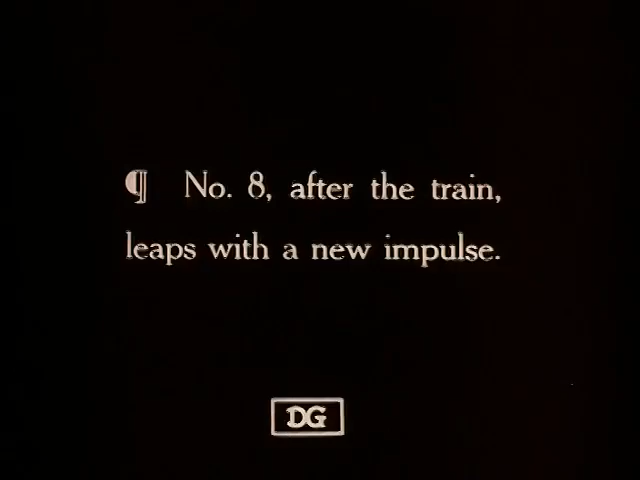 ¶ No. 8, after the train,
leaps with a new impulse.
DG